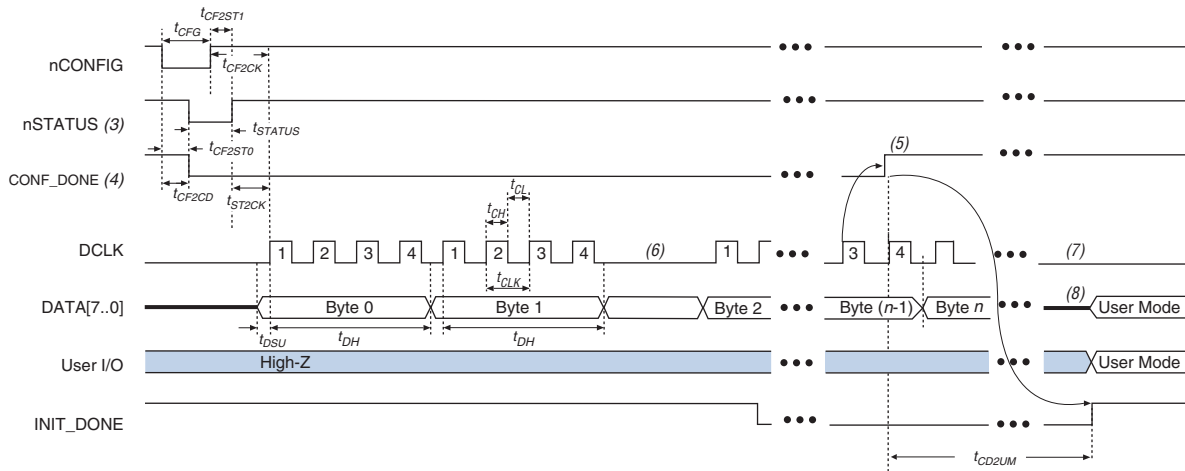 tCF2ST1
tCFG
nCONFIG
tCF2CK
nSTATUS (3)
tSTATUS
tCF2ST0
(5)
CONF_DONE (4)
tCF2CD
tST2CK
tCL
tCH
DCLK
1 2 3 4 1 2 3 4 (6) 1 3 4 (7)
tCLK
(8)
DATA[7..0] Byte 0 Byte 1 Byte 2 Byte (n-1) Byte n User Mode
tDSU tDH tDH
User I/O High-Z User Mode
INIT_DONE
tCD2UM